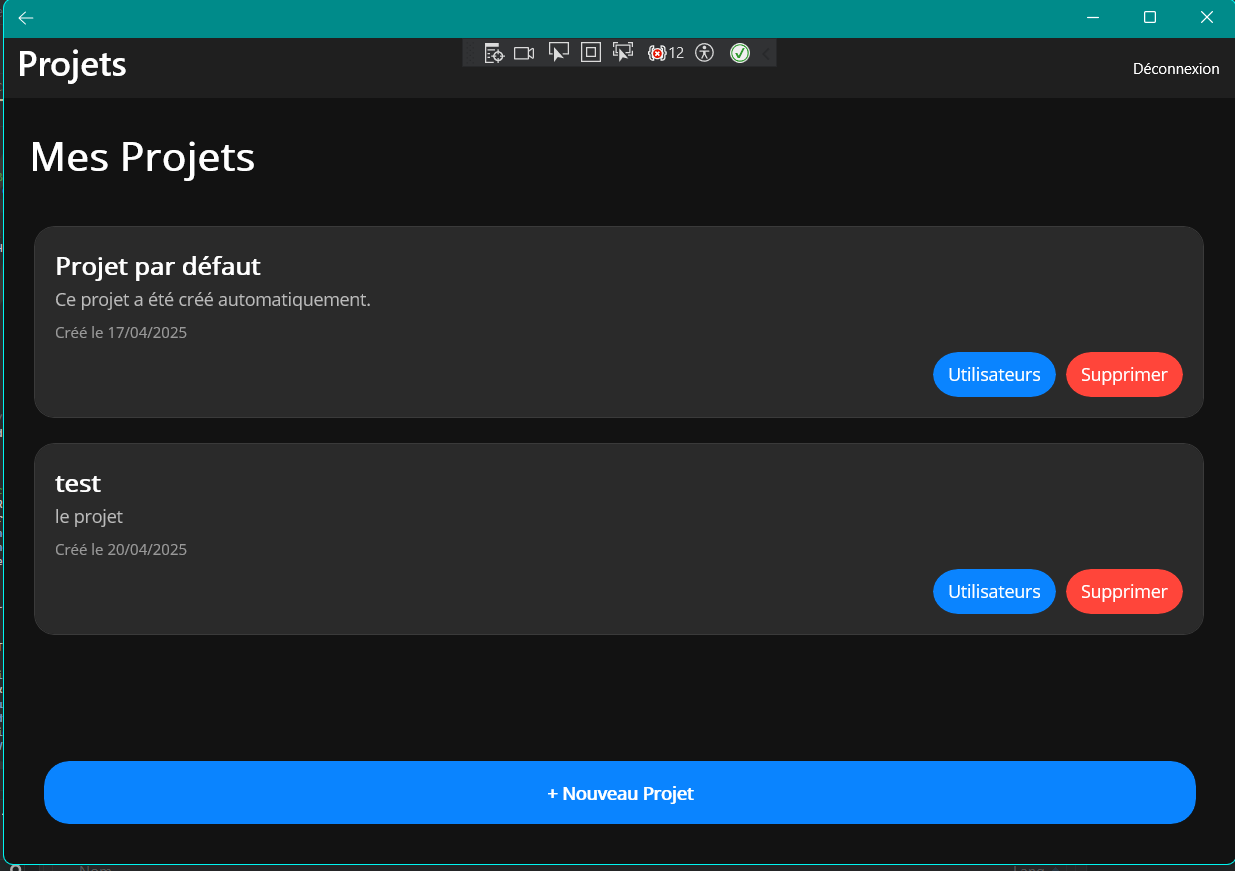 12
Projets
Déconnexion
Mes Projets
Projet par défaut
Ce projet a été créé automatiquement.
Créé le 17/04/2025
Utilisateurs
Supprimer
test
le projet
Créé le 20/04/2025
Utilisateurs
Supprimer
+ Nouveau Projet
Nom